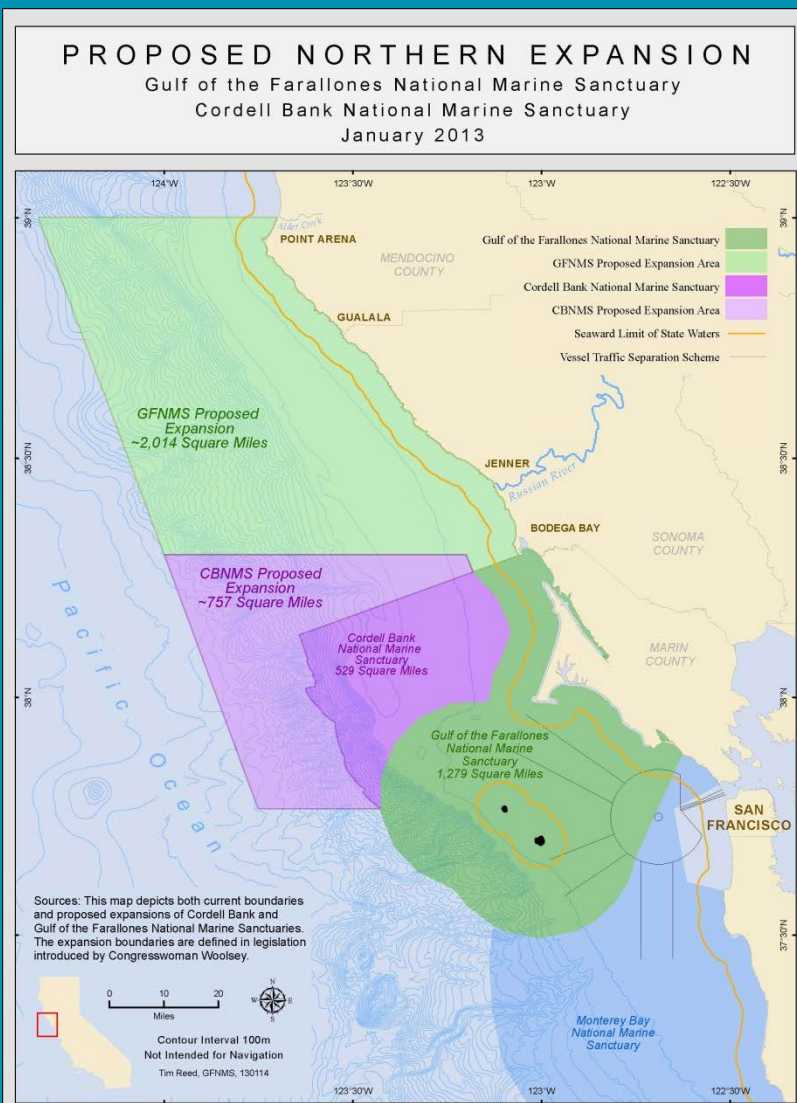 PROPOSED NORTHERN EXPANSION
Gulf of the Farallones National Marine Sanctuary
Cordell Bank National Marine Sanctuary
January 2013
124°W
123°30'W
123°W
122°30'W
39°N
39°N
Alder Creek
POINT ARENA
MENDOCINO
COUNTY
Gulf of the Farallones National Marine Sanctuary
GFNMS Proposed Expansion Area
Cordell Bank National Marine Sanctuary
CBNMS Proposed Expansion Area
Seaward Limit of State Waters
Vessel Traffic Separation Scheme
GUALALA
GFNMS Proposed
Expansion
~2,014 Square Miles
38°30'N
38°30'N
JENNER
Russian River
BODEGA BAY
SONOMA
COUNTY
CBNMS Proposed
Expansion
~757 Square Miles
Cordell Bank
National Marine
Sanctuary
529 Square Miles
MARIN
COUNTY
38°N
38°N
Pacific Ocean
Gulf of the Farallones
National Marine
Sanctuary
1,279 Square Miles
SAN
FRANCISCO
Sources: This map depicts both current boundaries
and proposed expansions of Cordell Bank and
Gulf of the Farallones National Marine Sanctuaries.
The expansion boundaries are defined in legislation
introduced by Congresswoman Woolsey.
37°30'N
0 10 20
Miles
N
W E
S
Contour Interval 100m
Not Intended for Navigation
Tim Reed, GFNMS, 130114
Monterey Bay
National Marine
Sanctuary
123°30'W
123°W
122°30'W